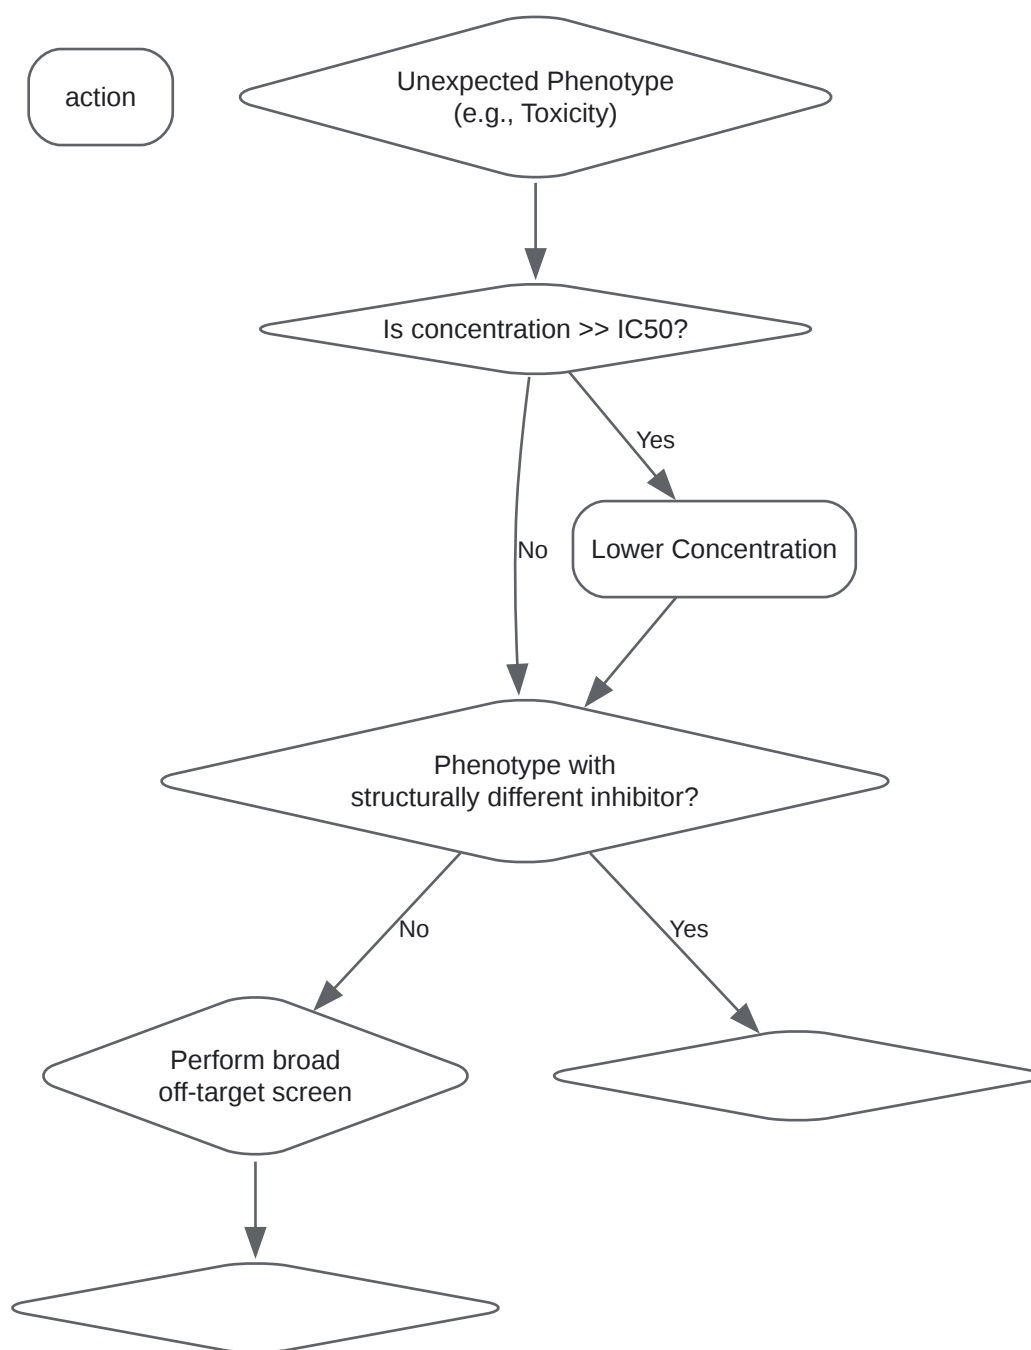 action
Unexpected Phenotype
(e.g., Toxicity)
Is concentration >> IC50?
Yes
No
Lower Concentration
Phenotype with
structurally different inhibitor?
No
Yes
Perform broad
off-target screen